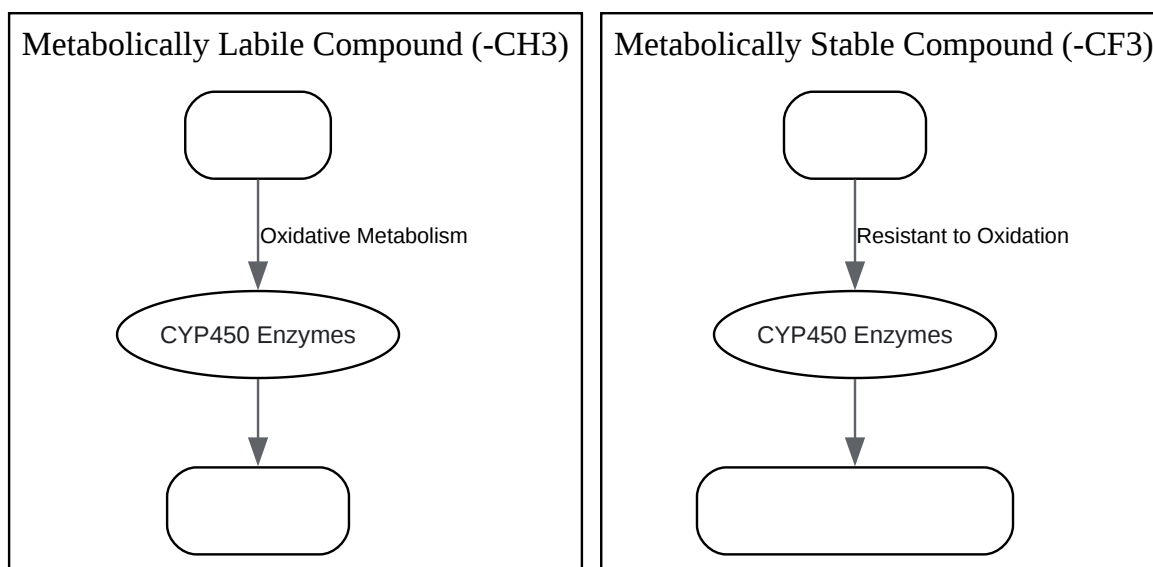 Metabolically Labile Compound (-CH3)
Oxidative Metabolism
CYP450 Enzymes
Metabolically Stable Compound (-CF3)
Resistant to Oxidation
CYP450 Enzymes